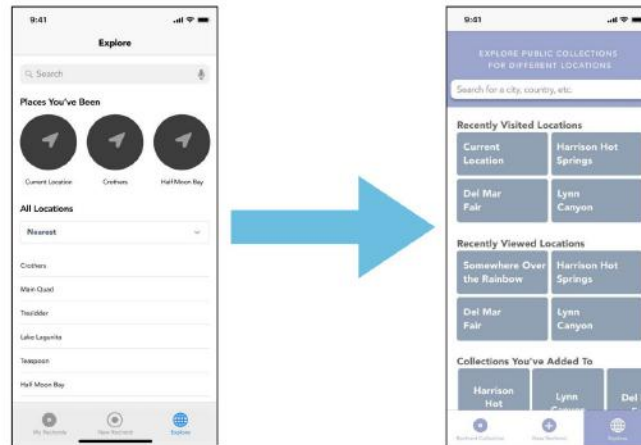 9:41
Explore
Search
Places You've Been
Current Location
Crothers
Half Moon Bay
All Locations
Nearest
Crothers
Main Quad
Tresidder
Lake Lagunita
Teaspoon
Half Moon Bay
My Moments
Explore
9:41
EXPLORE PUBLIC COLLECTIONS
FOR DIFFERENT LOCATIONS
Search for a city, country, etc.
Recently Visited Locations
Current
Location
Harrison Hot
Springs
Del Mar
Fair
Lynn
Canyon
Recently Viewed Locations
Somewhere Over
the Rainbow
Harrison Hot
Springs
Del Mar
Fair
Lynn
Canyon
Collections You've Added To
Harrison
Hot
Lynn
Del